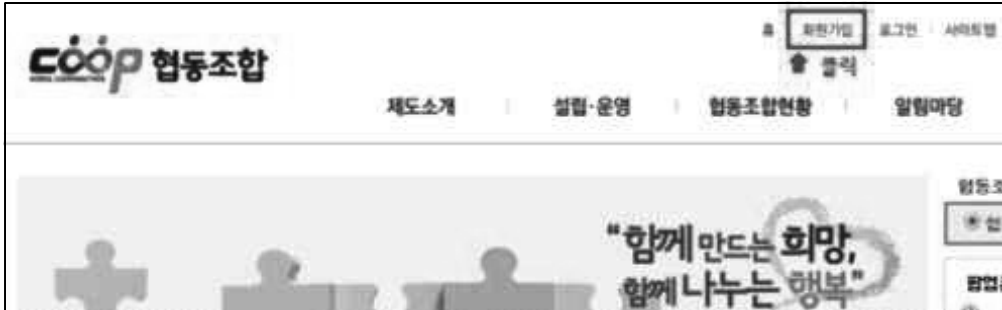 홈 회원가입 로그인 사이트맵
coop 협동조합
클릭
제도소개 설립·운영 협동조합현황 알림마당
"함께 만드는 희망,
함께 나누는 행복"